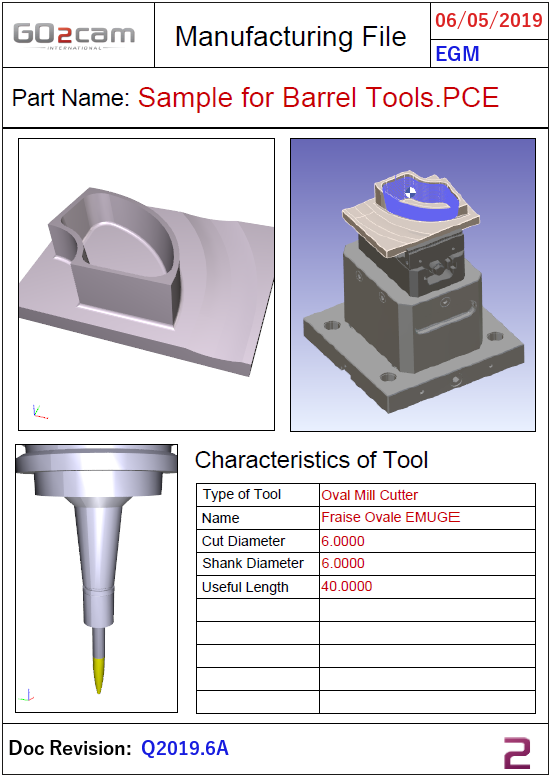 GO2cam
INTERNATIONAL
Manufacturing File
06/05/2019
EGM
Part Name: Sample for Barrel Tools.PCE
Characteristics of Tool
Type of Tool Oval Mill Cutter
Name Fraise Ovale EMUGE
Cut Diameter 6.0000
Shank Diameter 6.0000
Useful Length 40.0000
Doc Revision: Q2019.6A
2